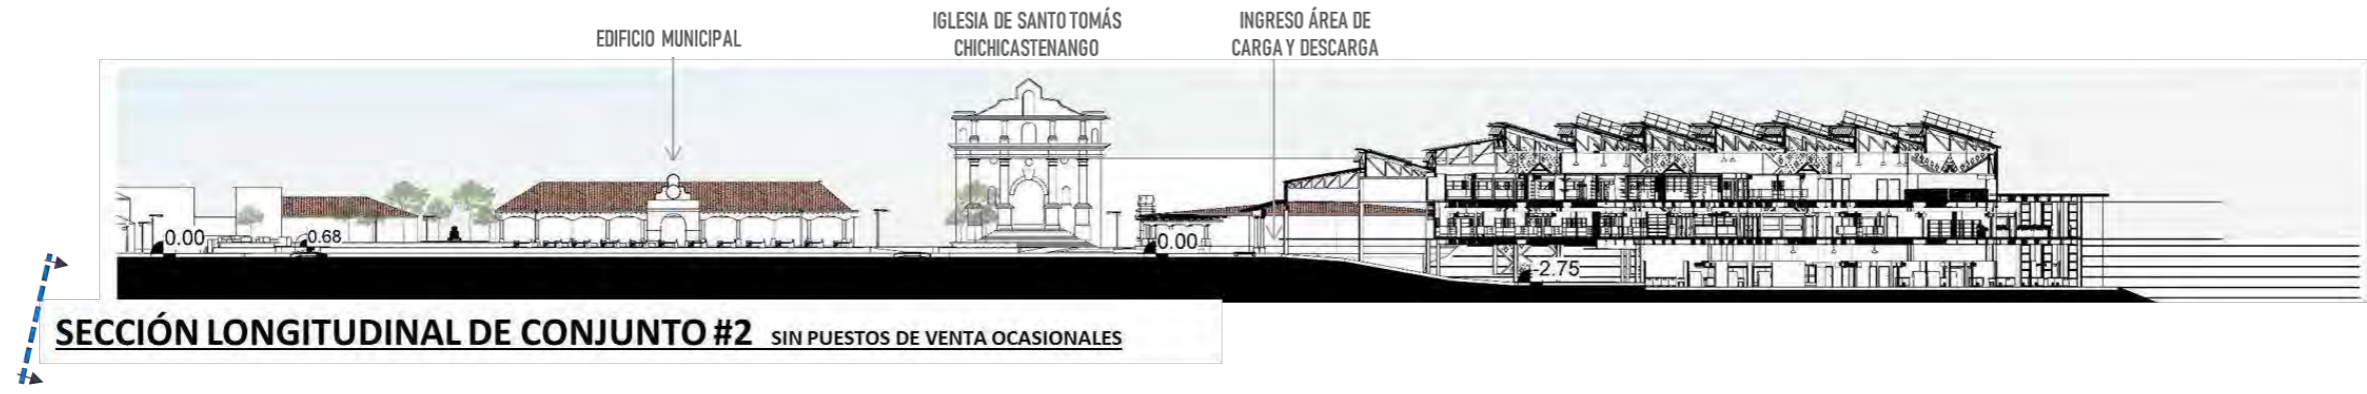 EDIFICIO MUNICIPAL
IGLESIA DE SANTO TOMÁS
CHICHICASTENANGO
INGRESO ÁREA DE
CARGA Y DESCARGA
0.00
0.68
0.00
-2.75
SECCIÓN LONGITUDINAL DE CONJUNTO #2 SIN PUESTOS DE VENTA OCASIONALES